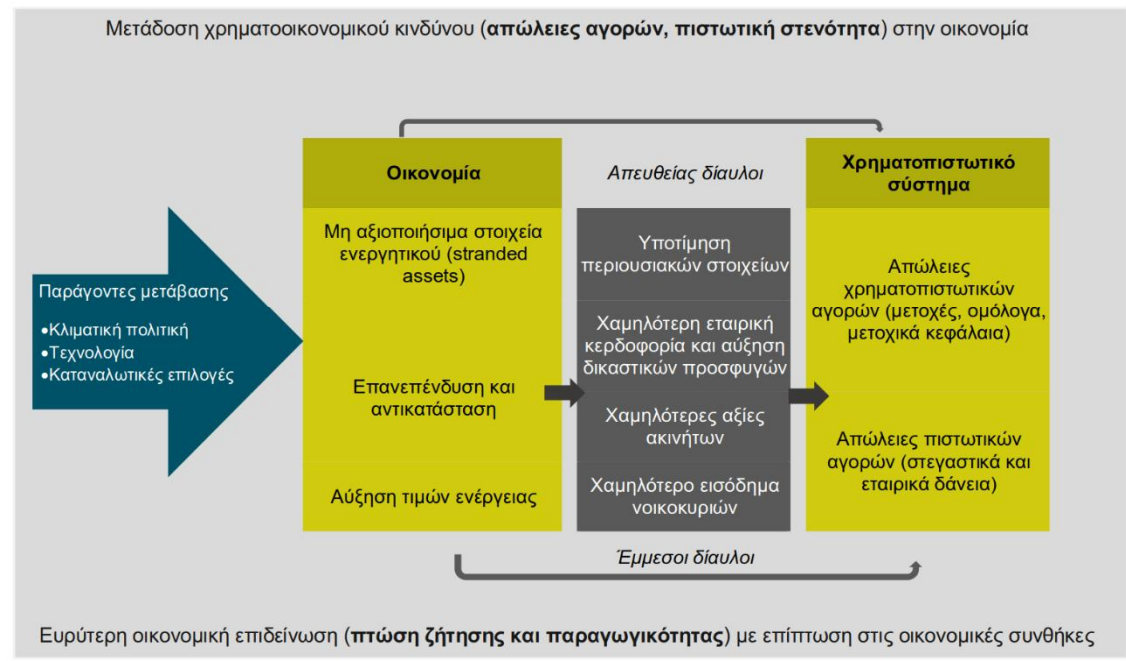 Μετάδοση χρηματοοικονομικού κινδύνου (απώλειες αγορών, πιστωτική στενότητα) στην οικονομία
Παράγοντες μετάβασης
•Κλιματική πολιτική
•Τεχνολογία
•Καταναλωτικές επιλογές
Οικονομία
Μη αξιοποιήσιμα στοιχεία
ενεργητικού (stranded
assets)
Επανεπένδυση και
αντικατάσταση
Αύξηση τιμών ενέργειας
Απευθείας δίαυλοι
Υποτίμηση
περιουσιακών στοιχείων
Χαμηλότερη εταιρική
κερδοφορία και αύξηση
δικαστικών προσφυγών
Χαμηλότερες αξίες
ακινήτων
Χαμηλότερο εισόδημα
νοικοκυριών
Χρηματοπιστωτικό
σύστημα
Απώλειες
χρηματοπιστωτικών
αγορών (μετοχές, ομόλογα,
μετοχικά κεφάλαια)
Απώλειες πιστωτικών
αγορών (στεγαστικά και
εταιρικά δάνεια)
Έμμεσοι δίαυλοι
Ευρύτερη οικονομική επιδείνωση (πτώση ζήτησης και παραγωγικότητας) με επίπτωση στις οικονομικές συνθήκες